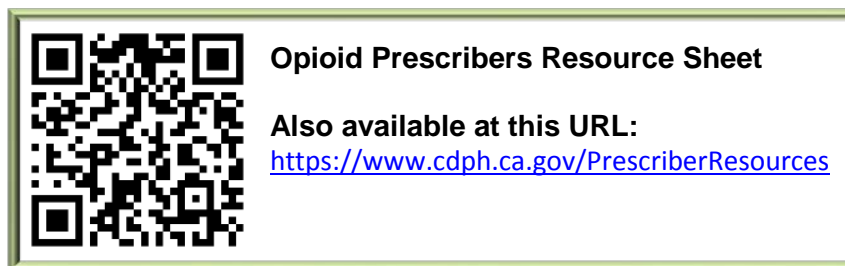 Opioid Prescribers Resource Sheet
Also available at this URL:
https://www.cdph.ca.gov/PrescriberResources